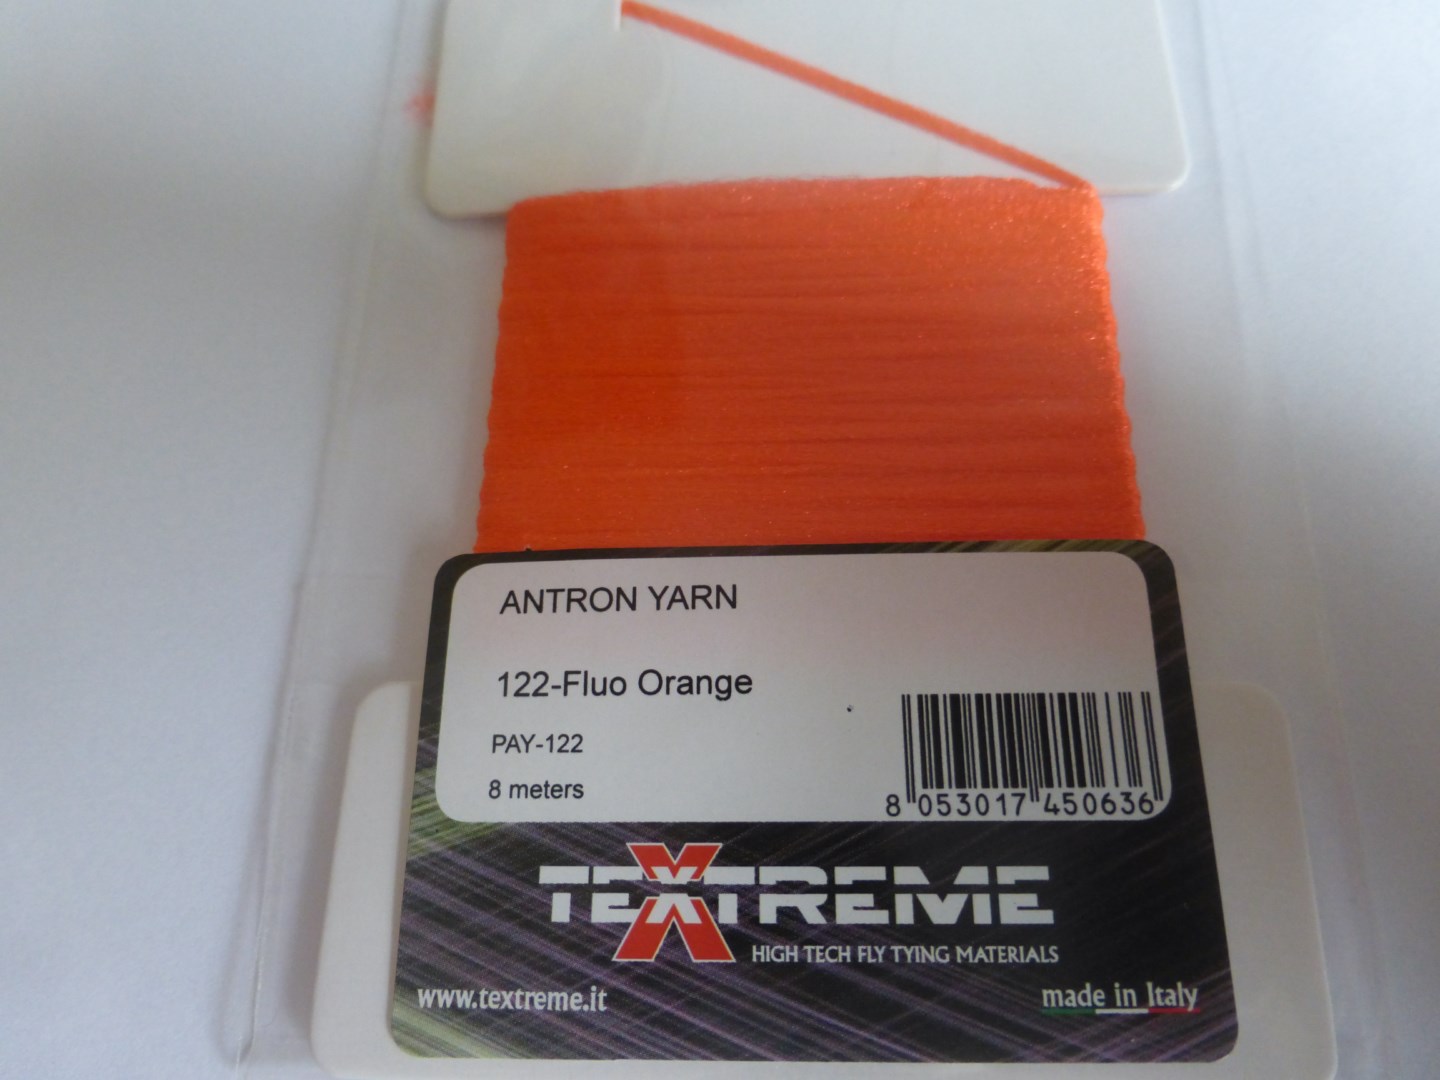 ANTRON YARN
122-Fluo Orange
PAY-122
8 meters
8 053017 450636
TEXTREME
HIGH TECH FLY TYING MATERIALS
www.textreme.it
made in Italy